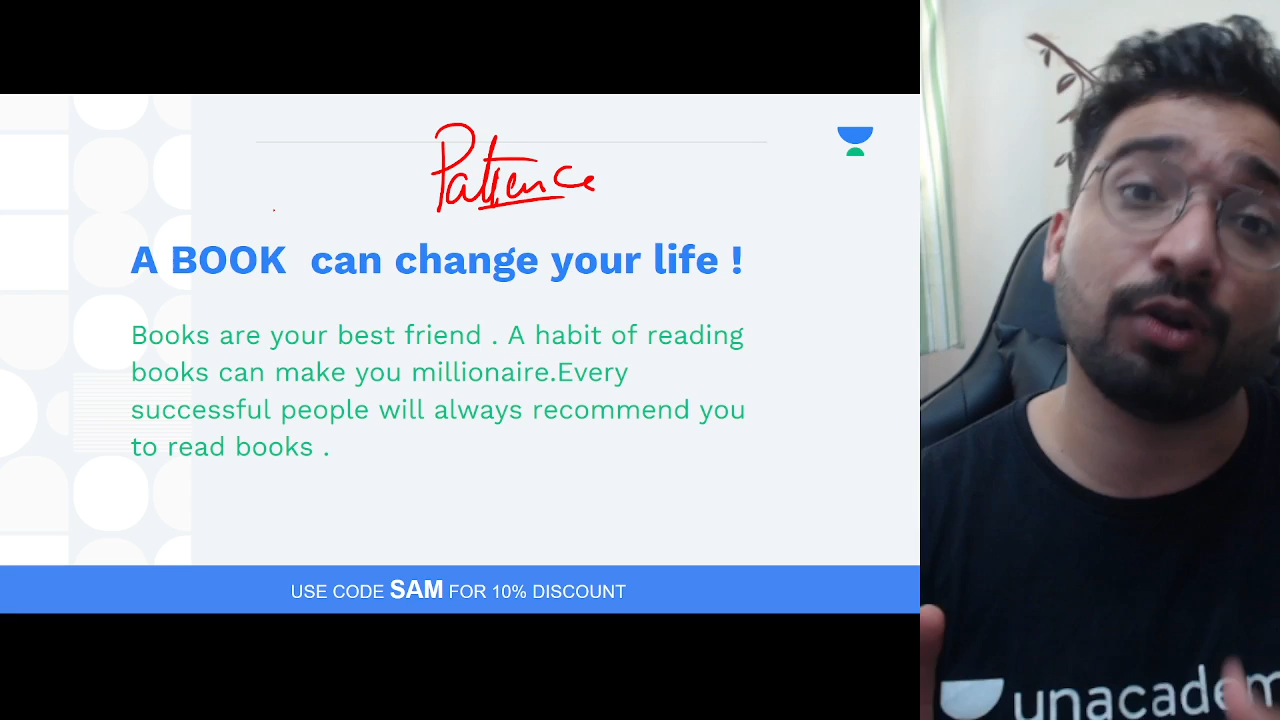 Patience
A BOOK can change your life !
Books are your best friend . A habit of reading
books can make you millionaire.Every
successful people will always recommend you
to read books .
USE CODE SAM FOR 10% DISCOUNT
unacadem